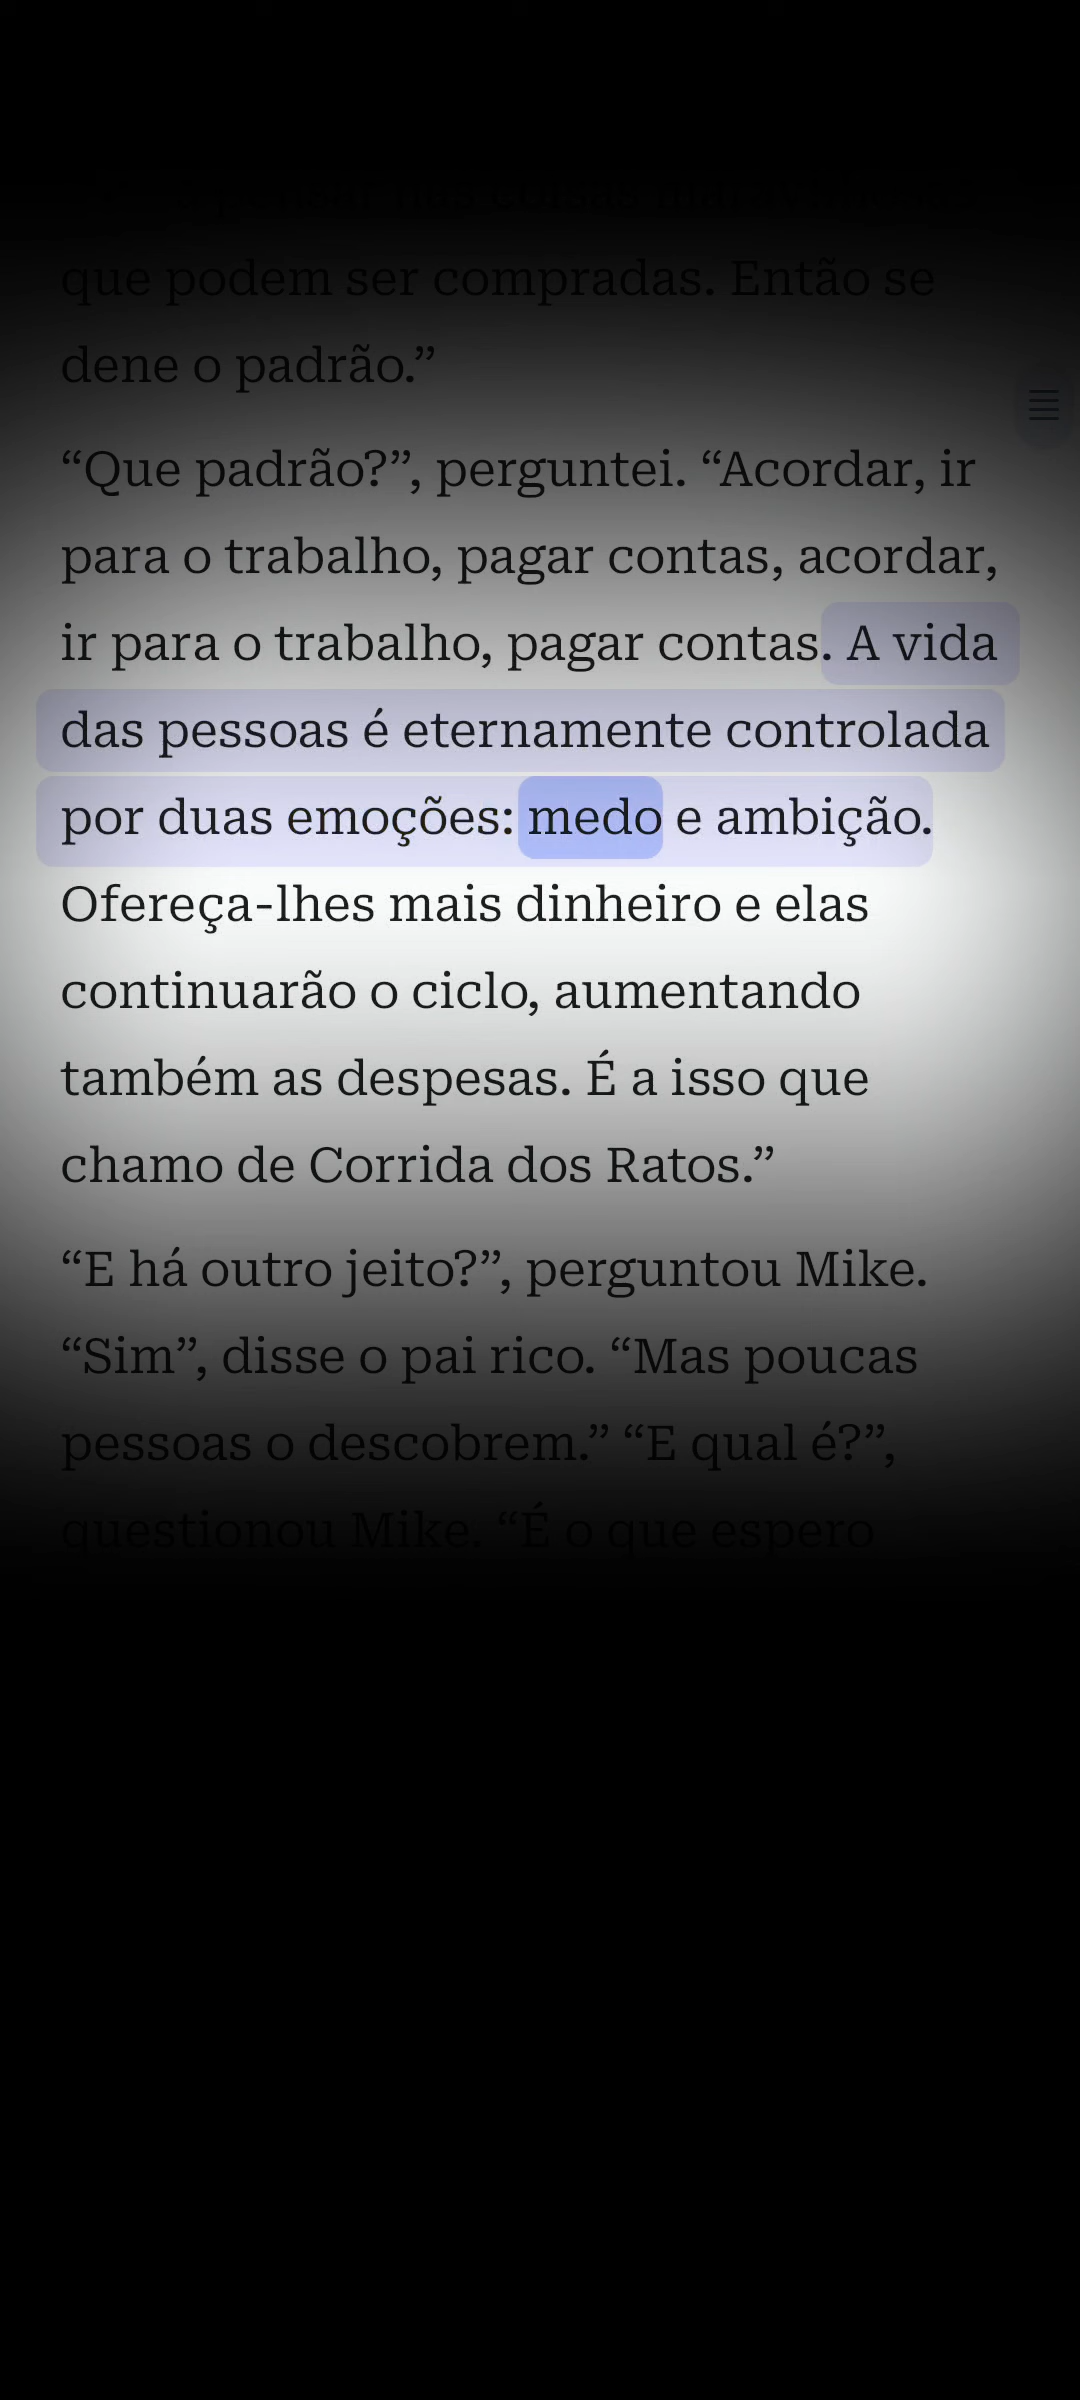 que podem ser compradas. Então se
dene o padrão.”
“Que padrão?”, perguntei. “Acordar, ir
para o trabalho, pagar contas, acordar,
ir para o trabalho, pagar contas. A vida
das pessoas é eternamente controlada
por duas emoções: medo e ambição.
Ofereça-lhes mais dinheiro e elas
continuarão o ciclo, aumentando
também as despesas. É a isso que
chamo de Corrida dos Ratos.”
“E há outro jeito?”, perguntou Mike.
“Sim”, disse o pai rico. “Mas poucas
pessoas o descobrem.” “E qual é?”,
questionou Mike. “É o que espero